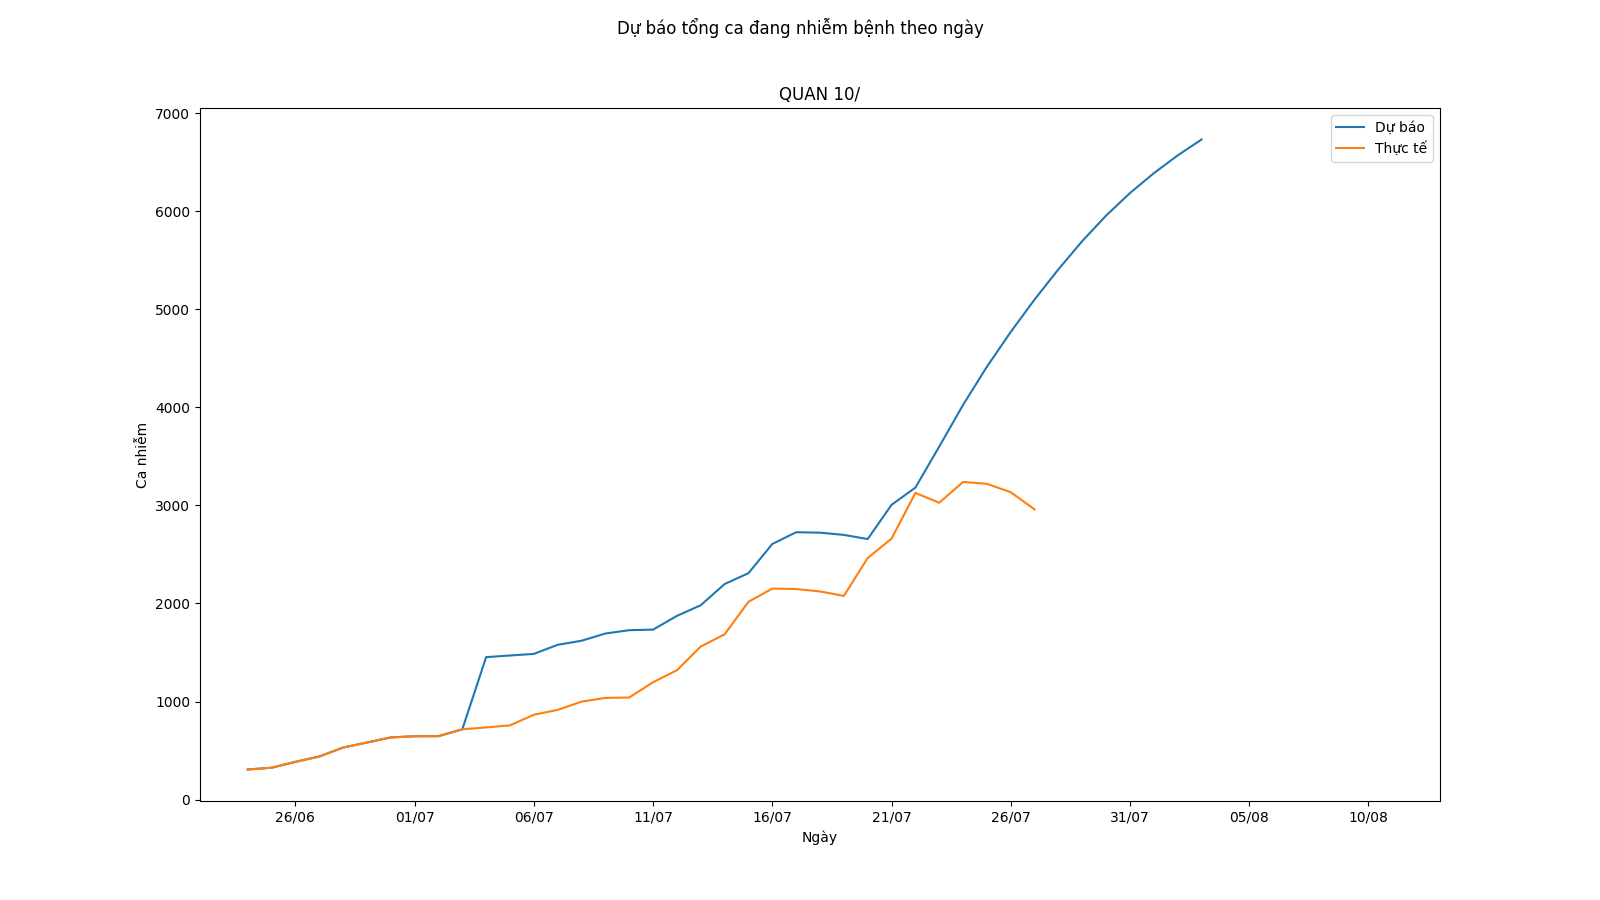 Dự báo tổng ca đang nhiễm bệnh theo ngày
QUAN 10/
Dự báo
Thực tế
7000
6000
5000
4000
3000
2000
1000
0
Ca nhiễm
26/06 01/07 06/07 11/07 16/07 21/07 26/07 31/07 05/08 10/08
Ngày